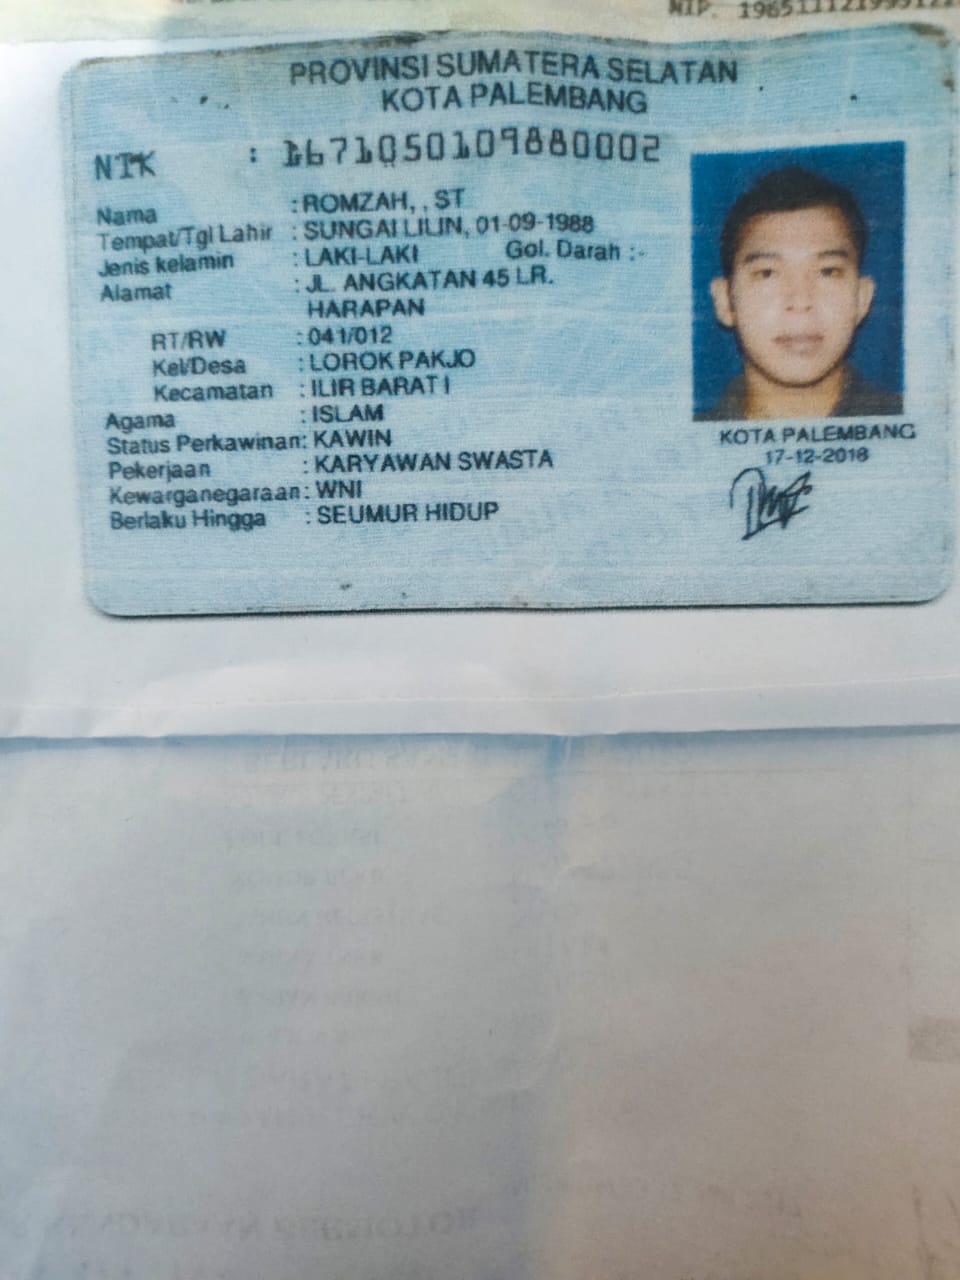 NIP.
PROVINSI SUMATERA SELATAN
KOTA PALEMBANG
NIK : 1671050109880002
Nama : ROMZAH, . ST
Tempat/Tgl Lahir : SUNGAI LILIN, 01-09-1988
Jenis kelamin : LAKI-LAKI Gol. Darah : -
Alamat : JL. ANGKATAN 45 LR.
HARAPAN
RT/RW : 041/012
Kel/Desa : LOROK PAKJO
Kecamatan : ILIR BARAT I
Agama : ISLAM
Status Perkawinan: KAWIN
Pekerjaan : KARYAWAN SWASTA
Kewarganegaraan: WNI
Berlaku Hingga : SEUMUR HIDUP
KOTA PALEMBANG
17-12-2018